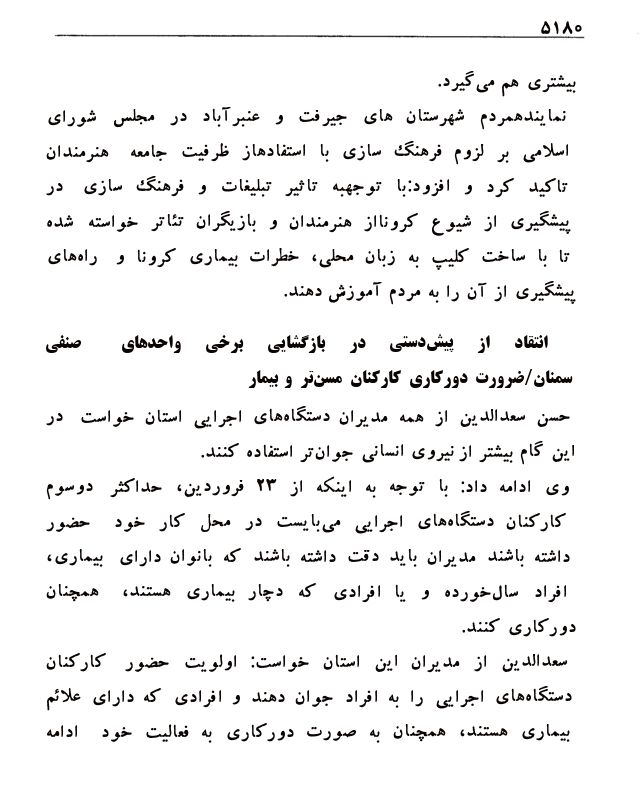 ۵۱۸۰
بیشتری هم می‌گیرد.
نمایندهمردم شهرستان های جیرفت و عنبرآباد در مجلس شورای
اسلامی بر لزوم فرهنگ سازی با استفادهاز ظرفیت جامعه هنرمندان
تاکید کرد و افزود:با توجهبه تاثیر تبلیغات و فرهنگ سازی در
پیشگیری از شیوع کرونااز هنرمندان و بازیگران تئاتر خواسته شده
تا با ساخت کلیپ به زبان محلی، خطرات بیماری کرونا و راه‌های
پیشگیری از آن را به مردم آموزش دهند.
انتقاد از پیش‌دستی در بازگشایی برخی واحدهای صنفی
سمنان/ضرورت دورکاری کارکنان مسن‌تر و بیمار
حسن سعدالدین از همه مدیران دستگاه‌های اجرایی استان خواست در
این گام بیشتر از نیروی انسانی جوان‌تر استفاده کنند.
وی ادامه داد: با توجه به اینکه از ۲۳ فروردین، حداکثر دوسوم
کارکنان دستگاه‌های اجرایی می‌بایست در محل کار خود حضور
داشته باشند مدیران باید دقت داشته باشند که بانوان دارای بیماری،
افراد سال‌خورده و یا افرادی که دچار بیماری هستند، همچنان
دورکاری کنند.
سعدالدین از مدیران این استان خواست: اولویت حضور کارکنان
دستگاه‌های اجرایی را به افراد جوان دهند و افرادی که دارای علائم
بیماری هستند، همچنان به صورت دورکاری به فعالیت خود ادامه